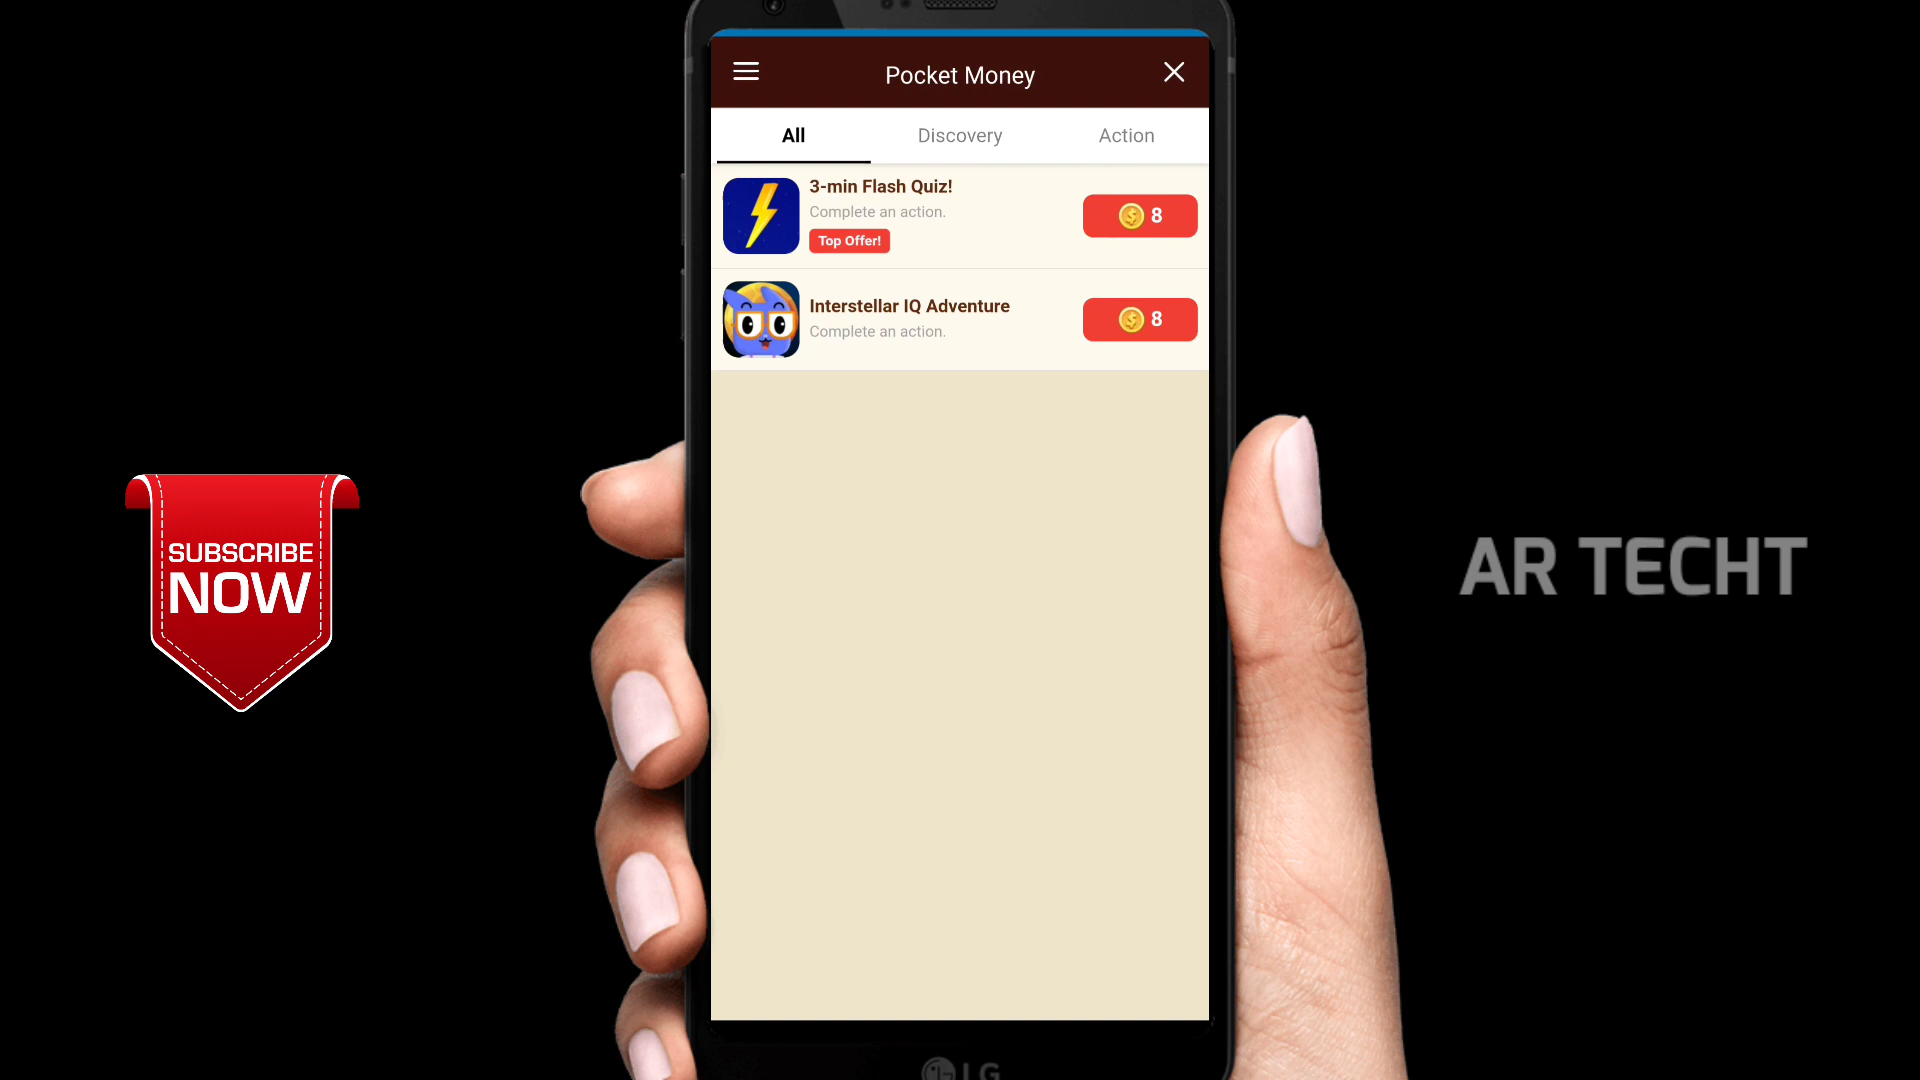 Pocket Money
All
Discovery
Action
3-min Flash Quiz!
Complete an action.
Top Offer!
8
Interstellar IQ Adventure
Complete an action.
8
SUBSCRIBE
NOW
AR TECHT
LG